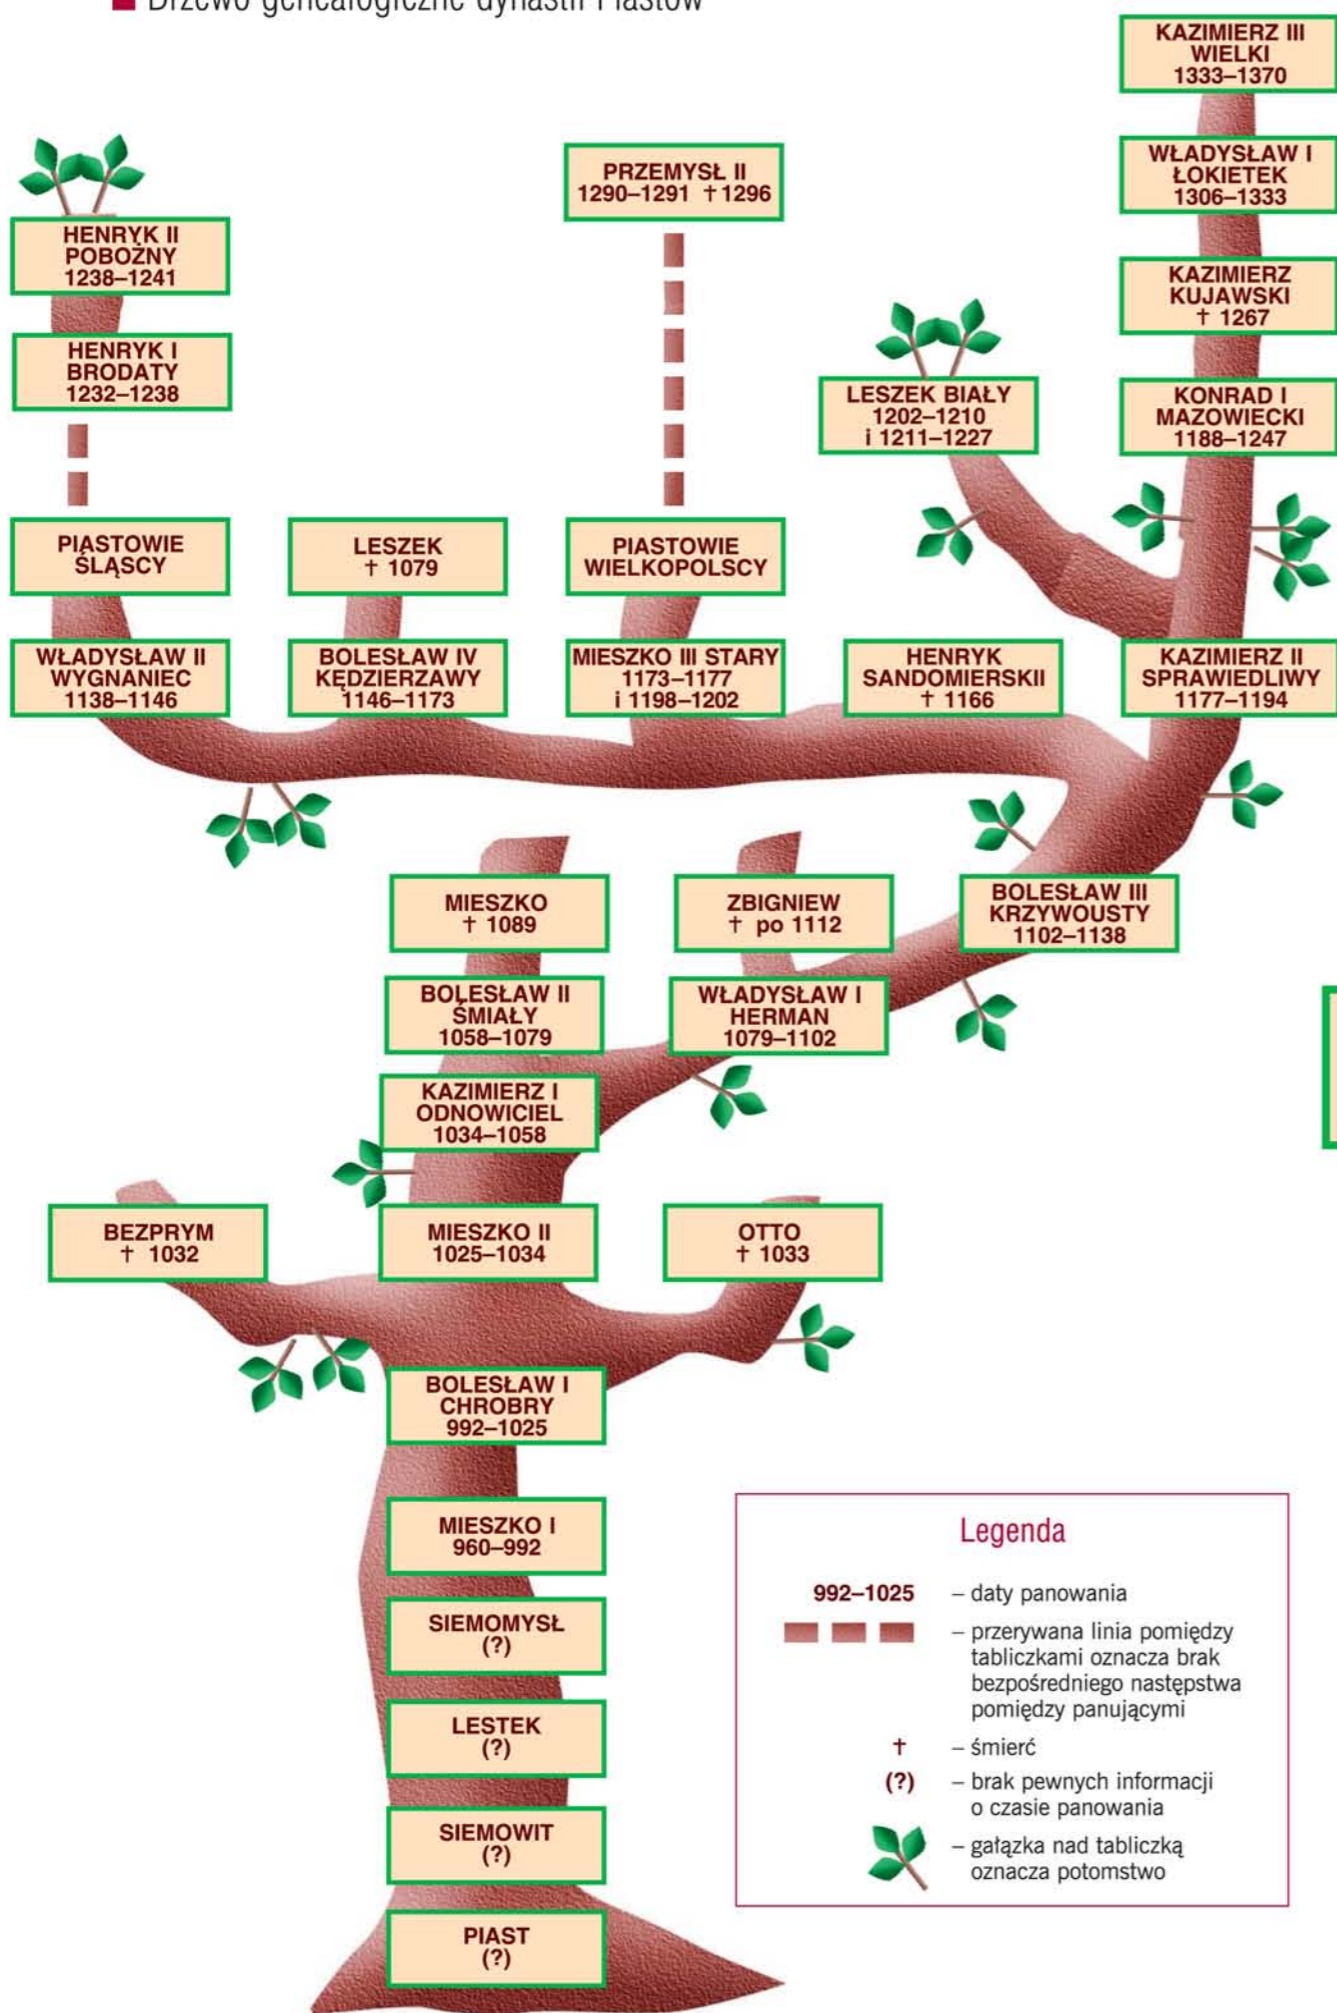 Drzewo genealogiczne dynastii Piastów
KAZIMIERZ III
WIELKI
1333–1370
WŁADYSŁAW I
ŁOKIETEK
1306–1333
PRZEMYSŁ II
1290–1291 † 1296
HENRYK II
POBOŻNY
1238–1241
KAZIMIERZ
KUJAWSKI
† 1267
HENRYK I
BRODATY
1232–1238
LESZEK BIAŁY
1202–1210
i 1211–1227
KONRAD I
MAZOWIECKI
1188–1247
PIASTOWIE
ŚLĄSCY
LESZEK
† 1079
PIASTOWIE
WIELKOPOLSCY
WŁADYSŁAW II
WYGNANIEC
1138–1146
BOLESŁAW IV
KĘDZIERZAWY
1146–1173
MIESZKO III STARY
1173–1177
i 1198–1202
HENRYK
SANDOMIERSKII
† 1166
KAZIMIERZ II
SPRAWIEDLIWY
1177–1194
MIESZKO
† 1089
ZBIGNIEW
† po 1112
BOLESŁAW III
KRZYWOUSTY
1102–1138
BOLESŁAW II
ŚMIAŁY
1058–1079
WŁADYSŁAW I
HERMAN
1079–1102
KAZIMIERZ I
ODNOWICIEL
1034–1058
BEZPRYM
† 1032
MIESZKO II
1025–1034
OTTO
† 1033
BOLESŁAW I
CHROBRY
992–1025
MIESZKO I
960–992
SIEMOMYSŁ
(?)
LESTEK
(?)
SIEMOWIT
(?)
PIAST
(?)
Legenda
992–1025 – daty panowania
– przerywana linia pomiędzy
tabliczkami oznacza brak
bezpośredniego następstwa
pomiędzy panującymi
† – śmierć
(?) – brak pewnych informacji
o czasie panowania
– gałązka nad tabliczką
oznacza potomstwo